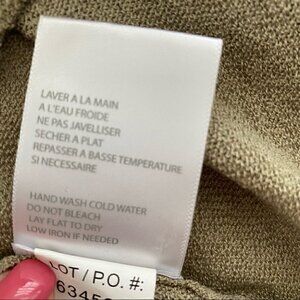 LAVER A LA MAIN
A L'EAU FROIDE
NE PAS JAVELLISER
SECHER A PLAT
REPASSER A BASSE TEMPERATURE
SI NECESSAIRE
HAND WASH COLD WATER
DO NOT BLEACH
LAY FLAT TO DRY
LOW IRON IF NEEDED
LOT / P.O. #: